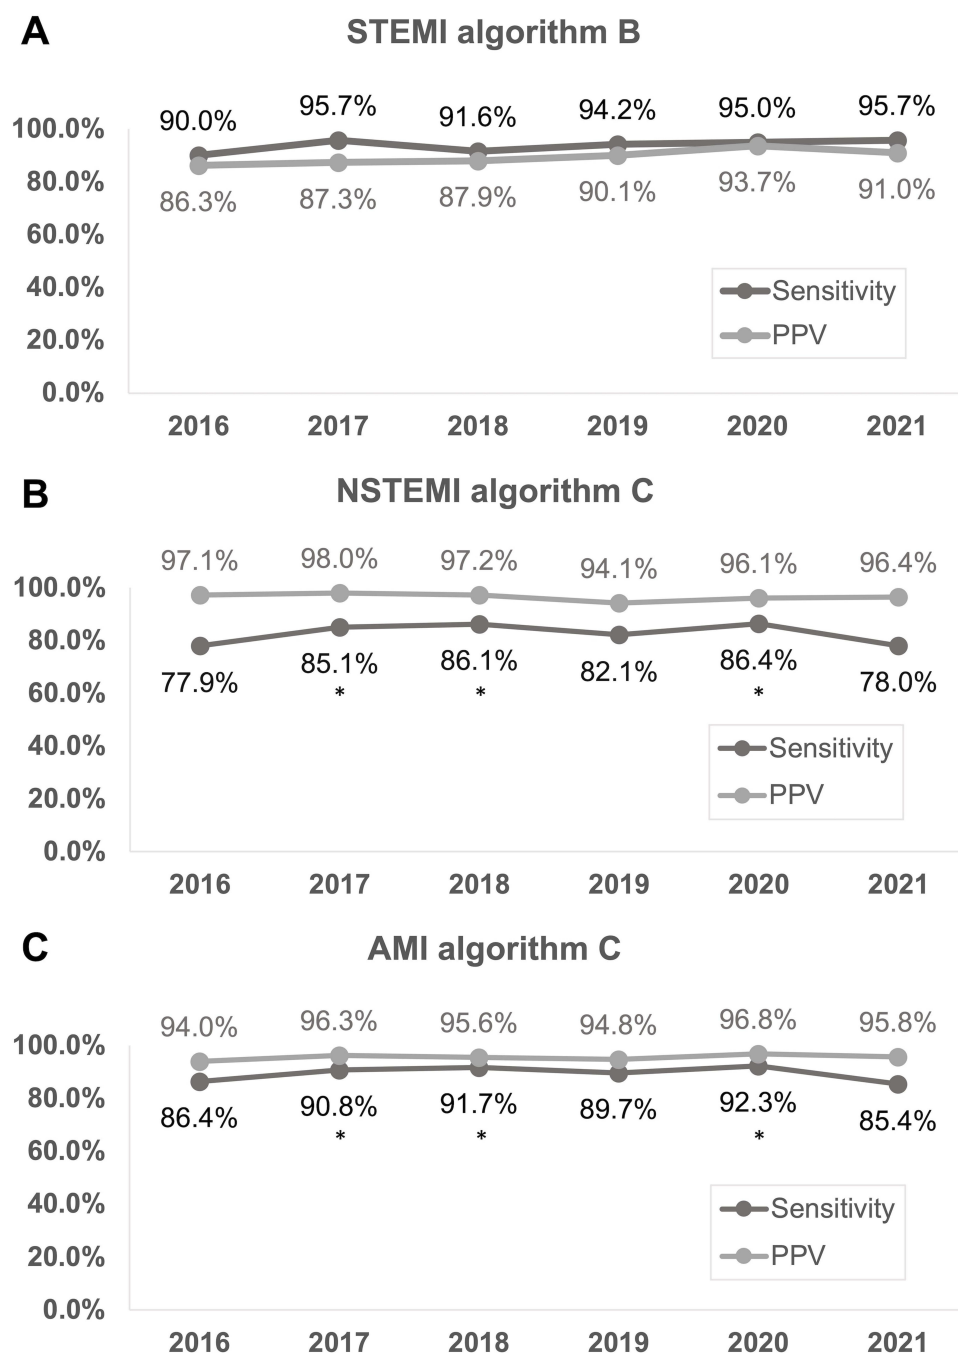 A
STEMI algorithm B
90.0% 95.7% 91.6% 94.2% 95.0% 95.7%
100.0%
80.0%
86.3% 87.3% 87.9% 90.1% 93.7% 91.0%
60.0%
40.0%
20.0%
0.0%
Sensitivity
PPV
2016 2017 2018 2019 2020 2021
B
NSTEMI algorithm C
97.1% 98.0% 97.2% 94.1% 96.1% 96.4%
100.0%
80.0%
77.9% 85.1% 86.1% 82.1% 86.4% 78.0%
* * *
60.0%
40.0%
20.0%
0.0%
Sensitivity
PPV
2016 2017 2018 2019 2020 2021
C
AMI algorithm C
94.0% 96.3% 95.6% 94.8% 96.8% 95.8%
100.0%
80.0%
86.4% 90.8% 91.7% 89.7% 92.3% 85.4%
* * *
60.0%
40.0%
20.0%
0.0%
Sensitivity
PPV
2016 2017 2018 2019 2020 2021